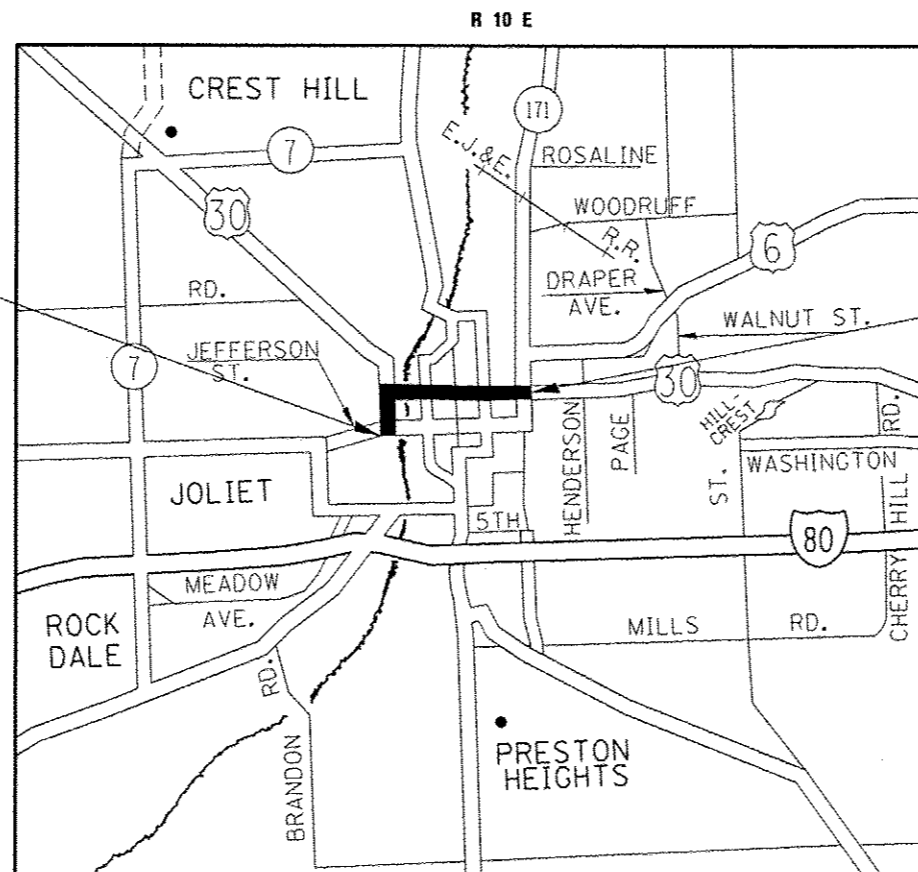 R 10 E
CREST HILL
7
171
E.J.&E.
R.R.
ROSALINE
30
WOODRUFF
6
RD.
DRAPER
AVE.
WALNUT ST.
JEFFERSON
ST.
7
30
HILL-
CREST
RD.
HENDERSON
PAGE
ST.
WASHINGTON
JOLIET
5TH
80
CHERRY HILL
MEADOW
AVE.
ROCK
DALE
MILLS RD.
RD.
BRANDON
PRESTON
HEIGHTS